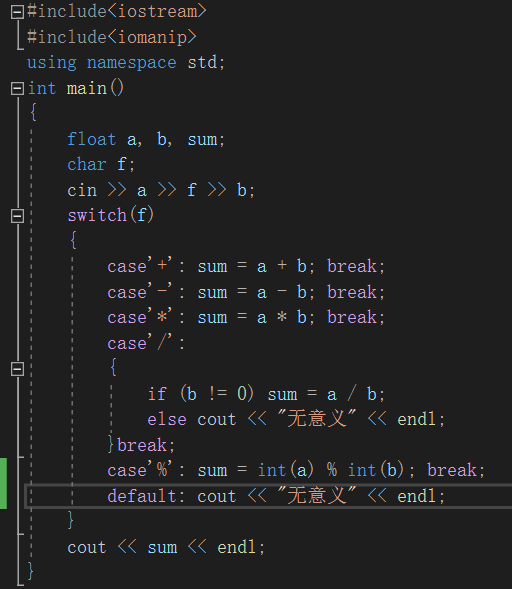 #include<iostream>
#include<iomanip>
using namespace std;
int main()
{
    float a, b, sum;
    char f;
    cin >> a >> f >> b;
    switch(f)
    {
        case'+': sum = a + b; break;
        case'-': sum = a - b; break;
        case'*': sum = a * b; break;
        case'/':
        {
            if (b != 0) sum = a / b;
            else cout << "无意义" << endl;
        }break;
        case'%': sum = int(a) % int(b); break;
        default: cout << "无意义" << endl;
    }
    cout << sum << endl;
}